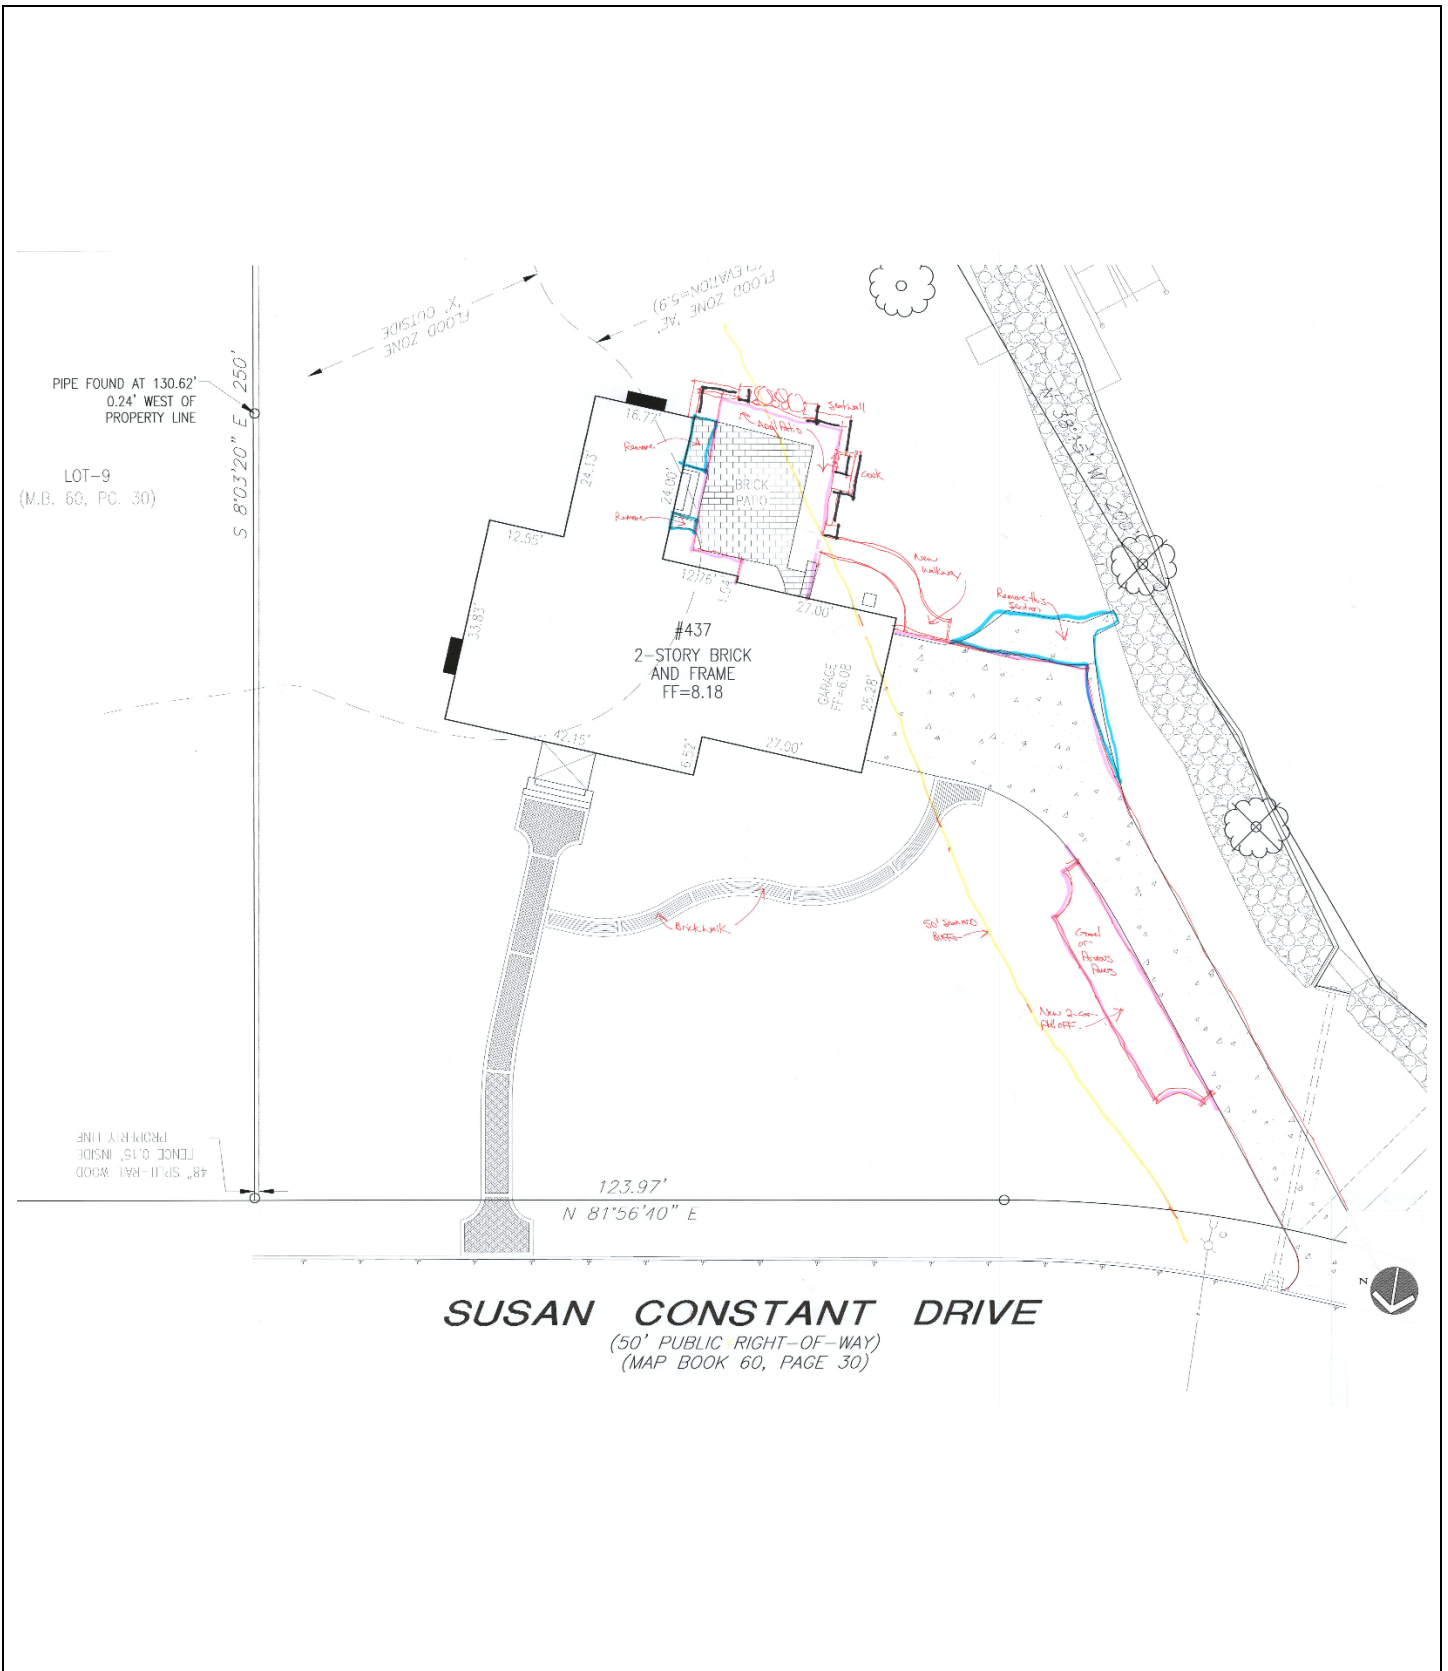 FLOOD ZONE
'X' OUTSIDE
FLOOD ZONE 'AE'
(ELEVATION=5.9)
S 8°03'20" E 250'
PIPE FOUND AT 130.62'
0.24' WEST OF
PROPERTY LINE
LOT-9
(M.B. 60, PG. 30)
16.77'
24.13'
24.00'
12.55'
33.83'
Remove
Remove
Add Patio
Seatwall
Cook
BRICK
PATIO
12.76'
27.00'
New
Walkway
Remove this
Section
#437
2-STORY BRICK
AND FRAME
FF=8.18
GARAGE
FF=6.08
25.28'
42.15'
6.52'
27.00'
Brick walk
50'
Gravel
or
Porous
New 2-Car
Pull OFF.
48" SPLIT-RAIL WOOD
FENCE 0.15' INSIDE
PROPERTY LINE
123.97'
N 81°56'40" E
N
SUSAN CONSTANT DRIVE
(50' PUBLIC RIGHT-OF-WAY)
(MAP BOOK 60, PAGE 30)